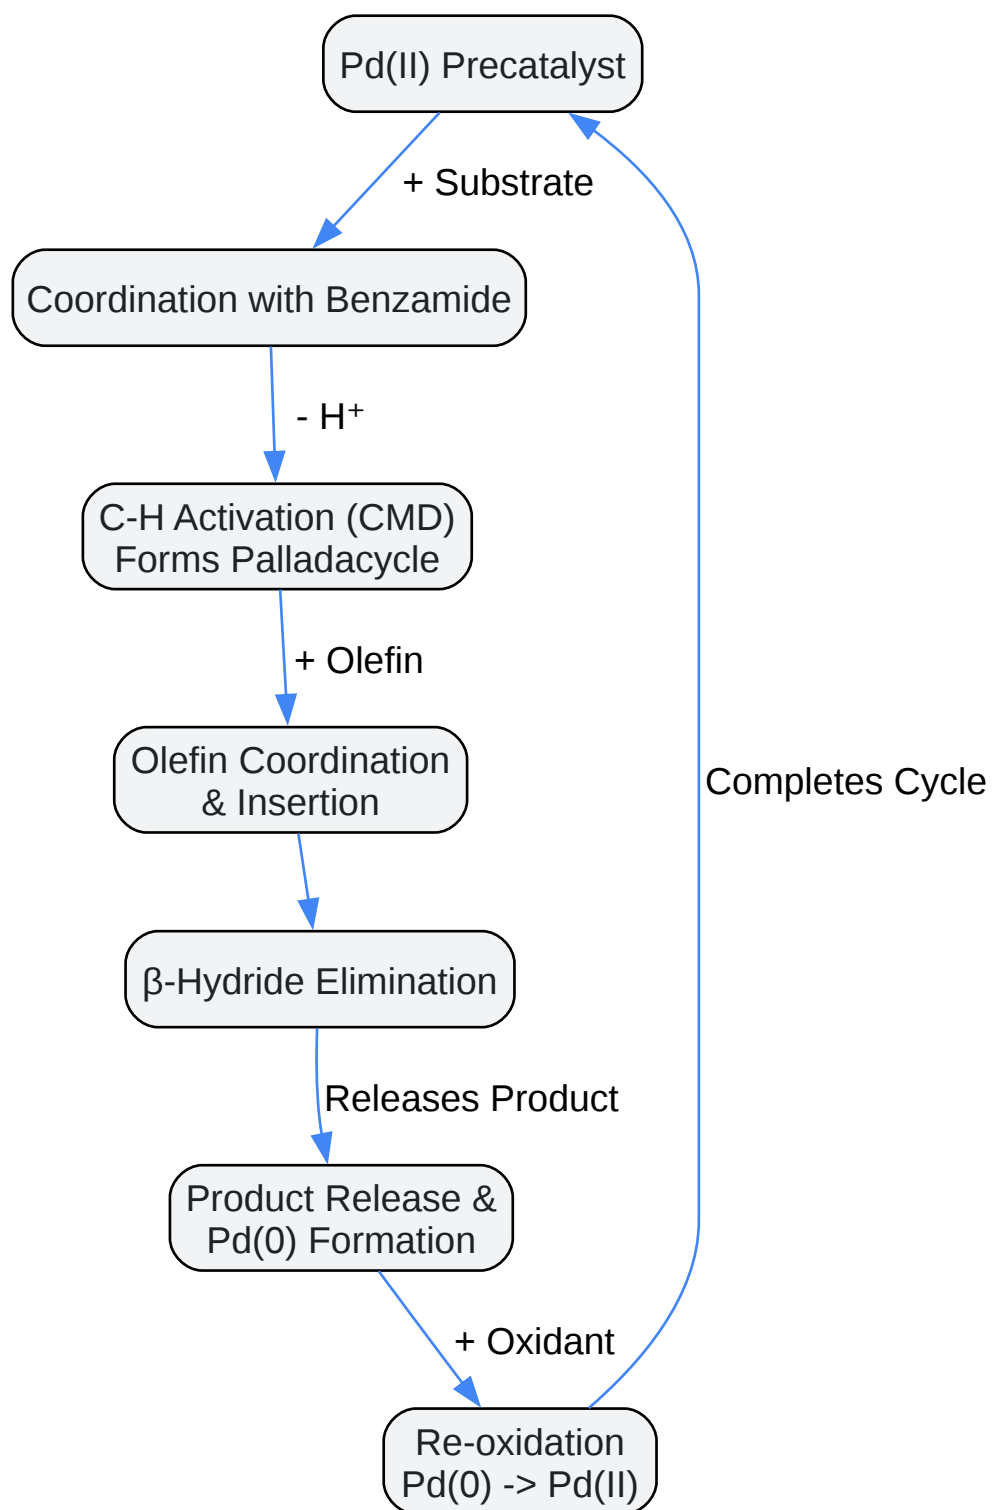 Pd(II) Precatalyst
+ Substrate
Coordination with Benzamide
- H⁺
C-H Activation (CMD)
Forms Palladacycle
+ Olefin
Olefin Coordination
& Insertion
Completes Cycle
β-Hydride Elimination
Releases Product
Product Release &
Pd(0) Formation
+ Oxidant
Re-oxidation
Pd(0) -> Pd(II)